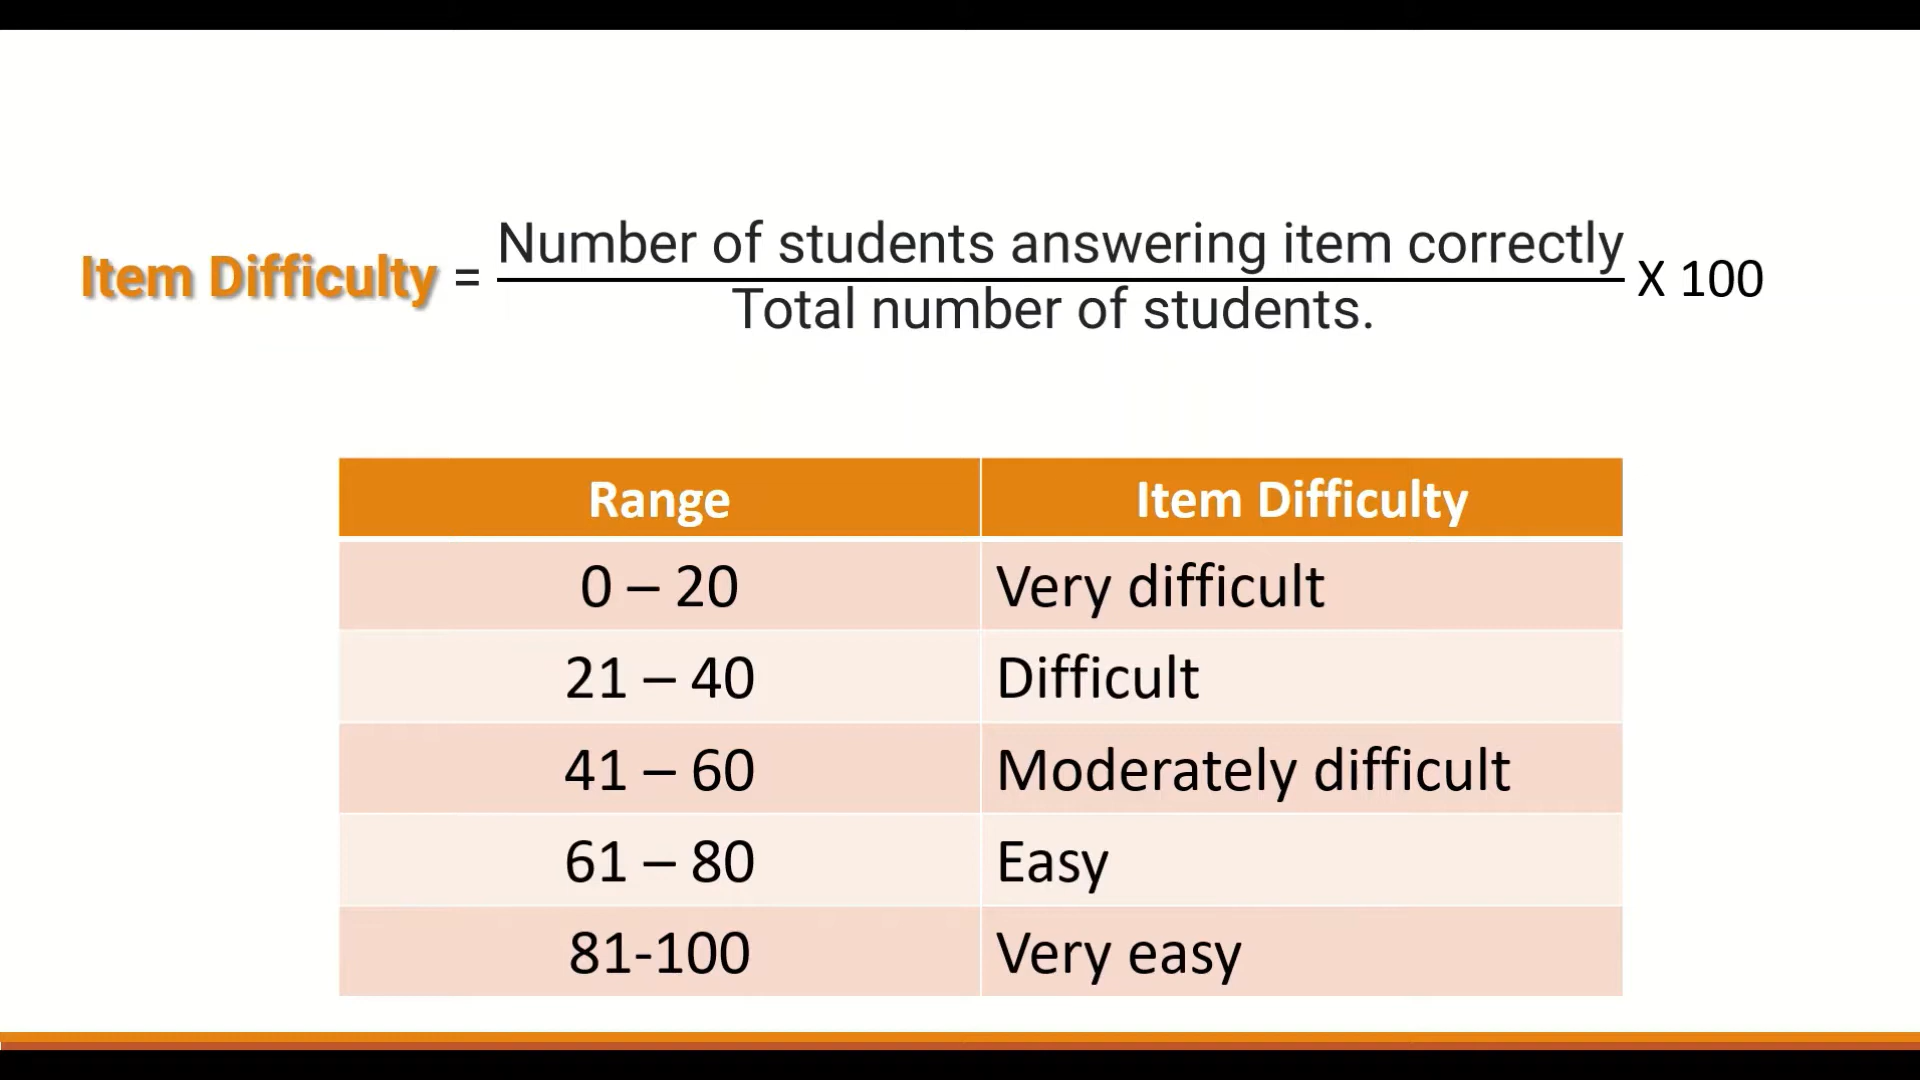 Number of students answering item correctly
Item Difficulty = X 100
Total number of students.
Range Item Difficulty
0 – 20 Very difficult
21 – 40 Difficult
41 – 60 Moderately difficult
61 – 80 Easy
81-100 Very easy